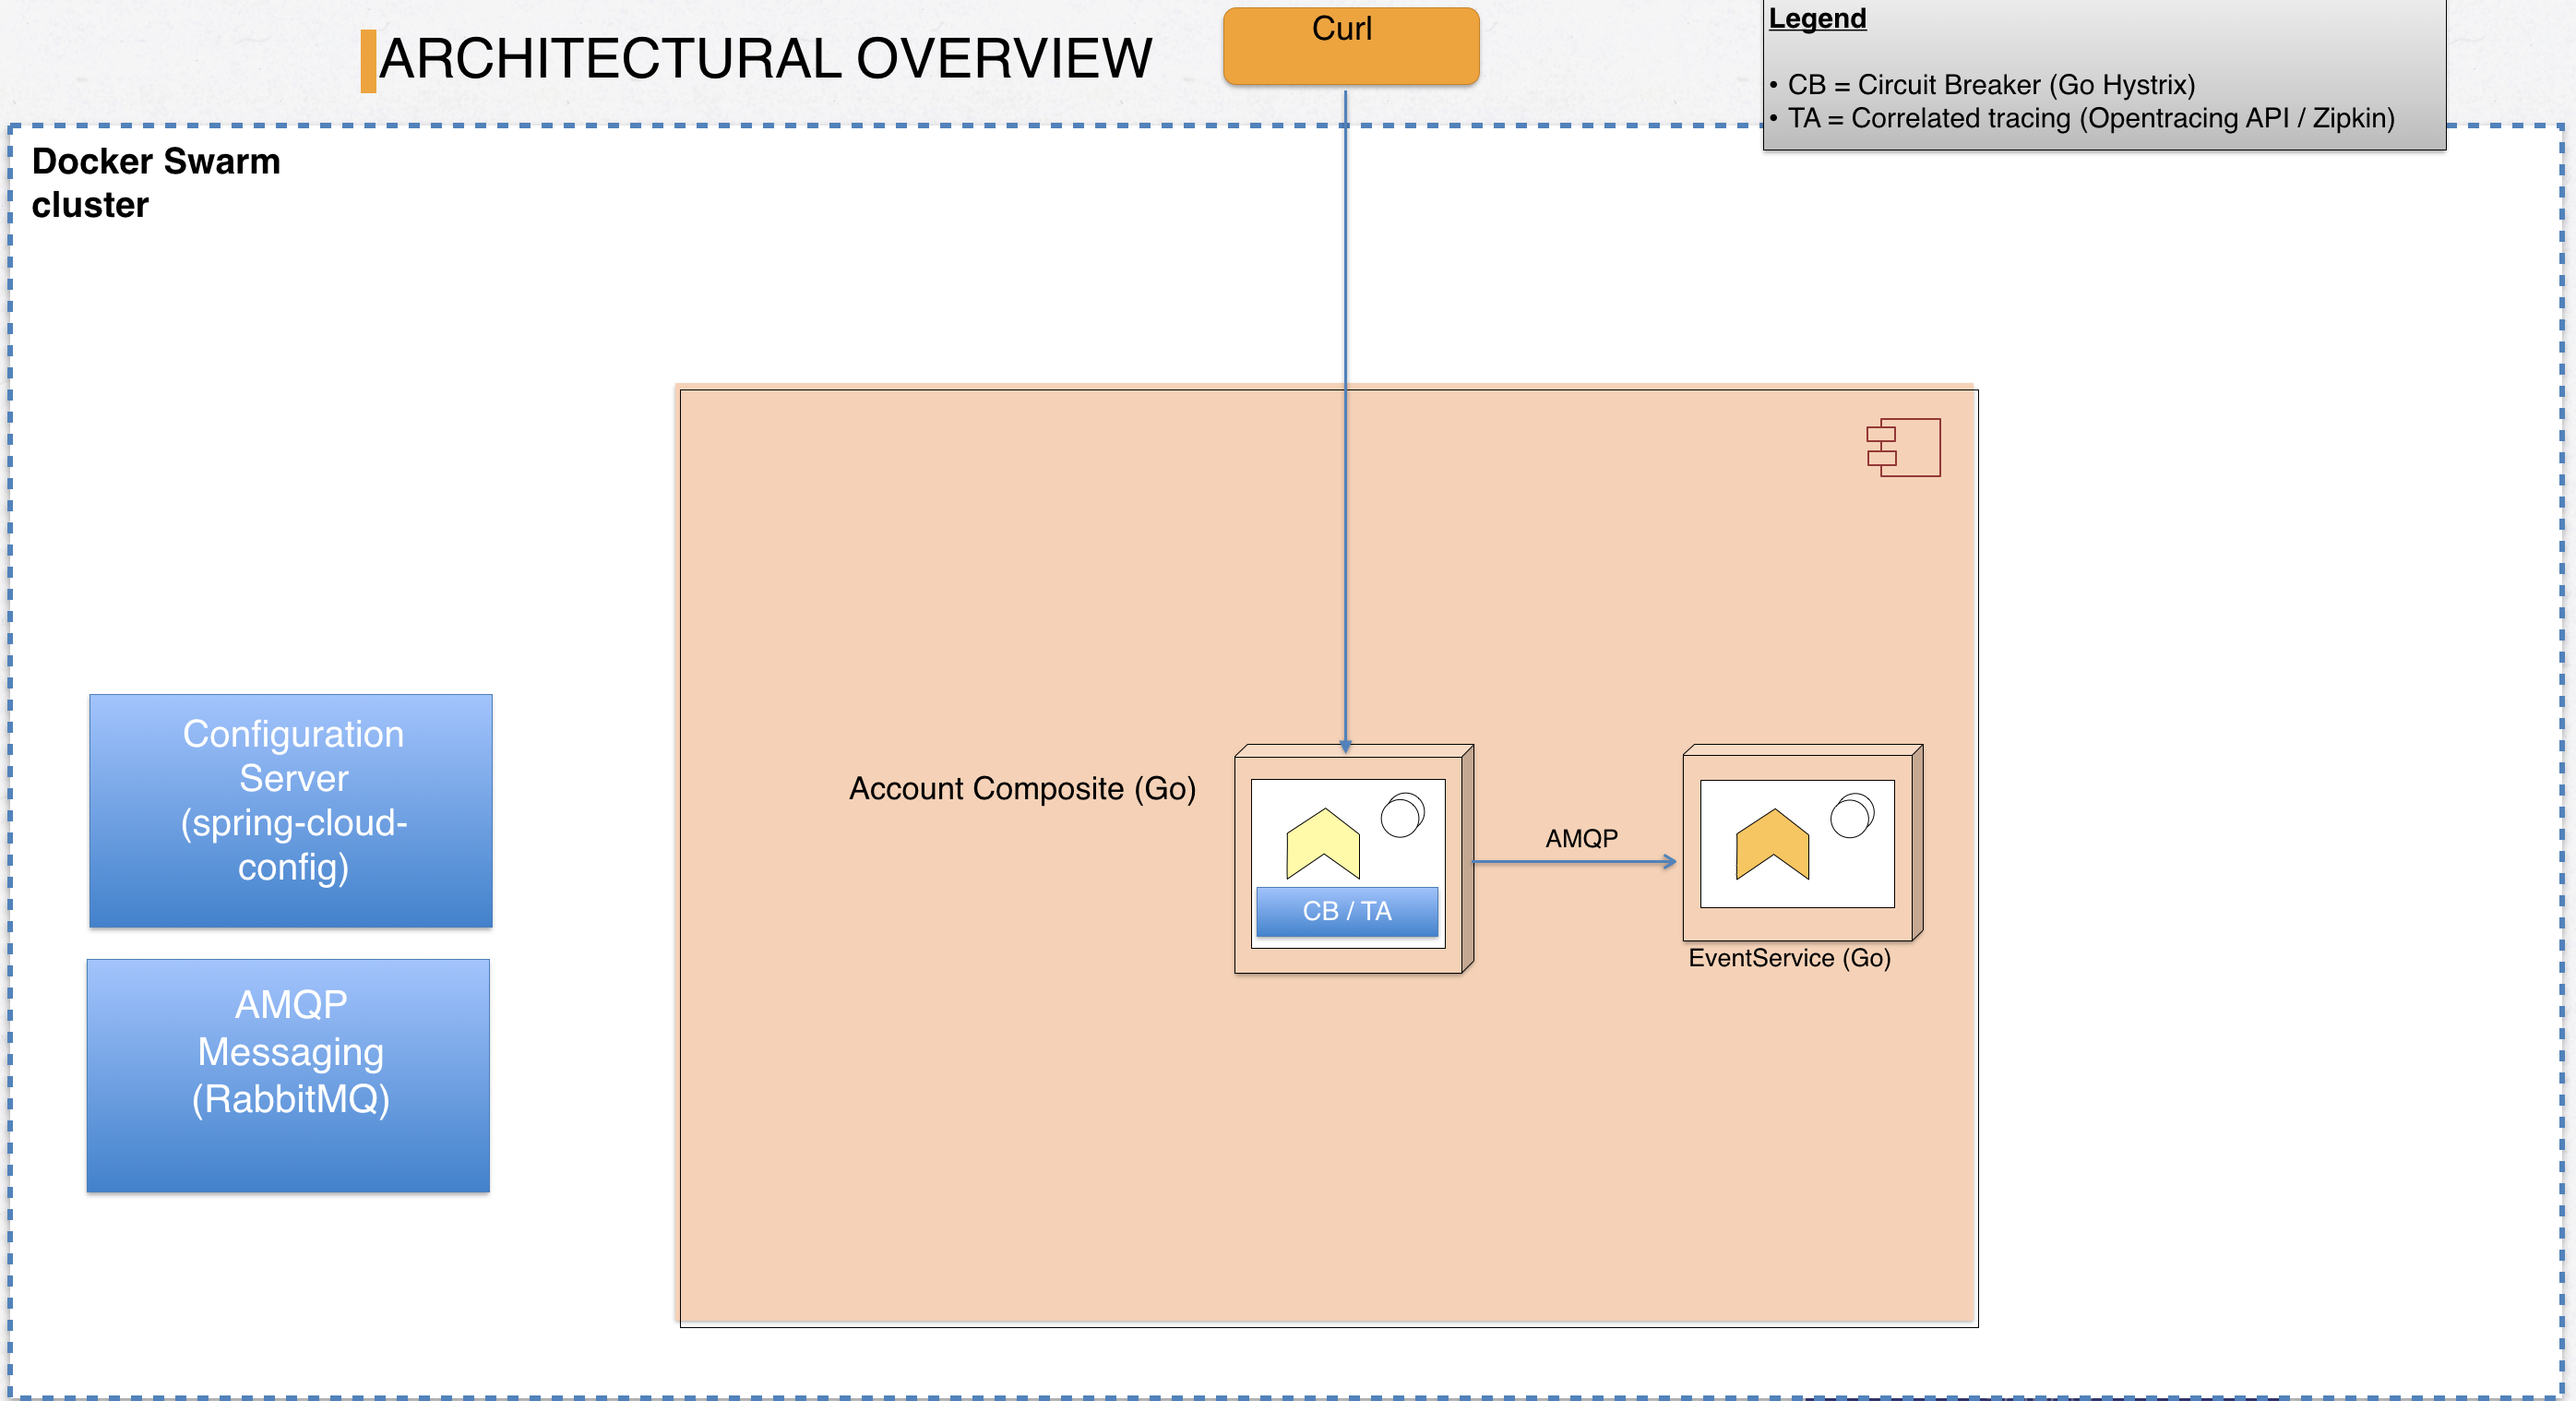 ARCHITECTURAL OVERVIEW
Curl
Legend
• CB = Circuit Breaker (Go Hystrix)
• TA = Correlated tracing (Opentracing API / Zipkin)
Docker Swarm
cluster
Configuration
Server
(spring-cloud-
config)
AMQP
Messaging
(RabbitMQ)
Account Composite (Go)
CB / TA
AMQP
EventService (Go)